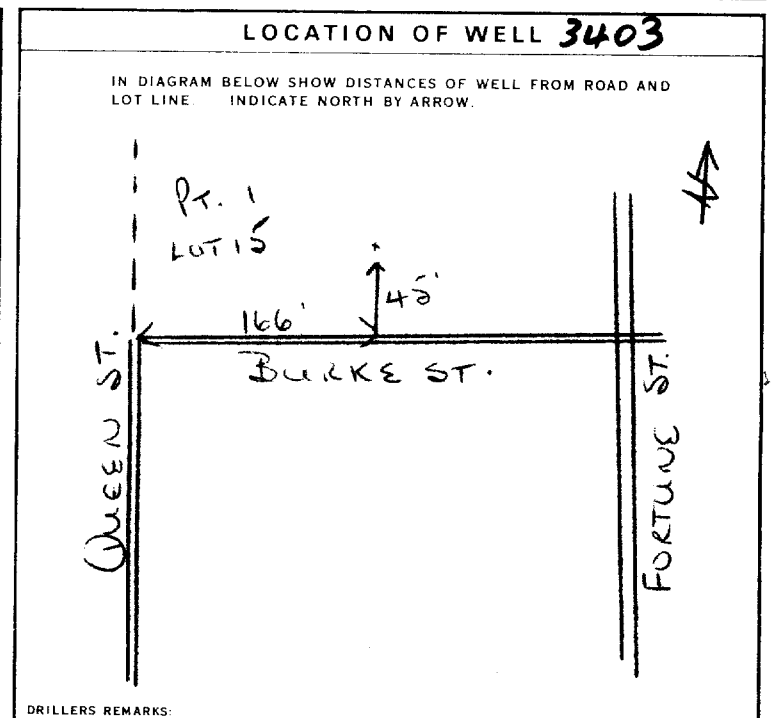 LOCATION OF WELL 3403
IN DIAGRAM BELOW SHOW DISTANCES OF WELL FROM ROAD AND
LOT LINE. INDICATE NORTH BY ARROW.
N
PT. 1
LOT 15
45'
166'
BURKE ST.
QUEEN ST.
FORTUNE ST.
DRILLERS REMARKS: